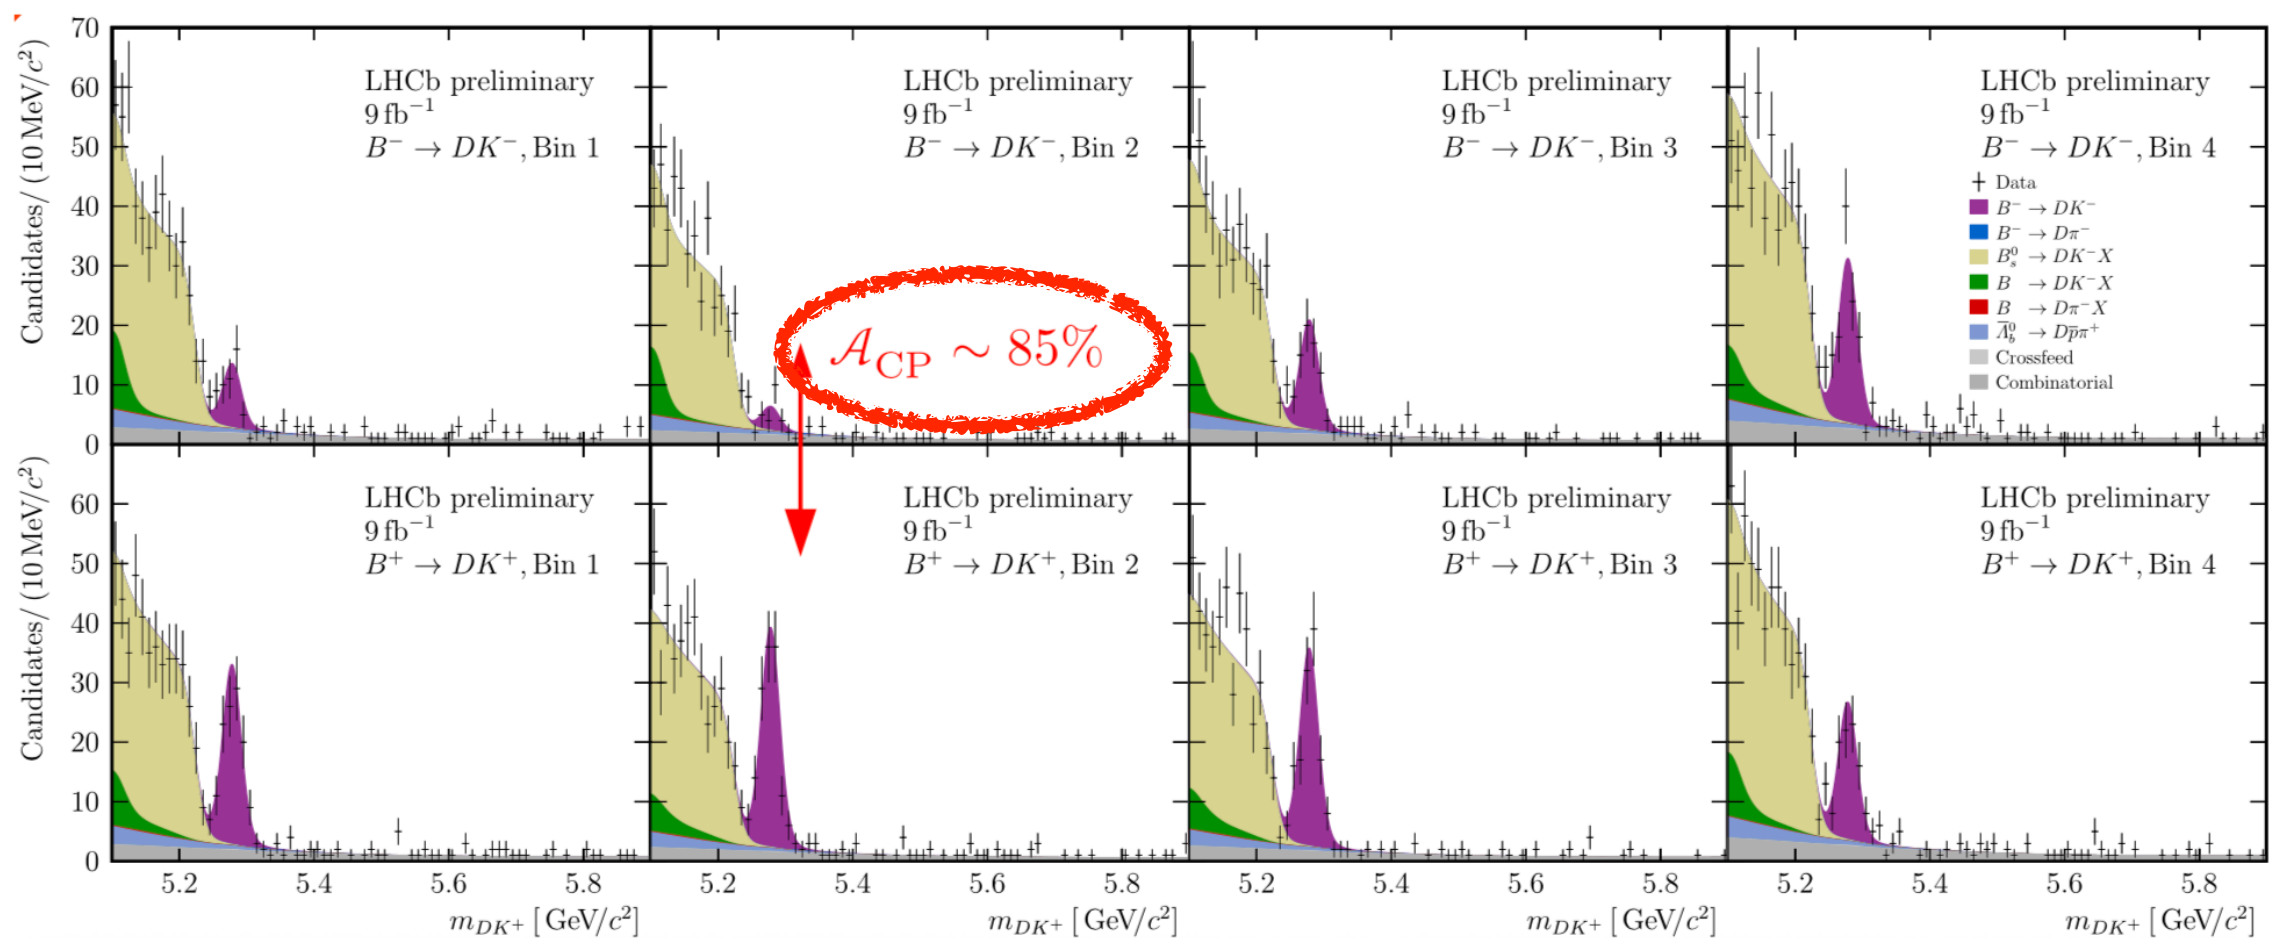 70
60
50
40
30
20
10
0
Candidates/ (10 MeV/c²)
LHCb preliminary
9 fb⁻¹
B⁻ → DK⁻, Bin 1
LHCb preliminary
9 fb⁻¹
B⁻ → DK⁻, Bin 2
A_CP ∼ 85%
LHCb preliminary
9 fb⁻¹
B⁻ → DK⁻, Bin 3
LHCb preliminary
9 fb⁻¹
B⁻ → DK⁻, Bin 4
Data
B⁻ → DK⁻
B⁻ → Dπ⁻
B⁰ₛ → DK⁻X
B → DK⁻X
B → Dπ⁻X
Λ̅⁰_b → Dp̅π⁺
Crossfeed
Combinatorial
60
50
40
30
20
10
0
Candidates/ (10 MeV/c²)
LHCb preliminary
9 fb⁻¹
B⁺ → DK⁺, Bin 1
LHCb preliminary
9 fb⁻¹
B⁺ → DK⁺, Bin 2
LHCb preliminary
9 fb⁻¹
B⁺ → DK⁺, Bin 3
LHCb preliminary
9 fb⁻¹
B⁺ → DK⁺, Bin 4
5.2 5.4 5.6 5.8 5.2 5.4 5.6 5.8 5.2 5.4 5.6 5.8 5.2 5.4 5.6 5.8
m_DK⁺ [ GeV/c²] m_DK⁺ [ GeV/c²] m_DK⁺ [ GeV/c²] m_DK⁺ [ GeV/c²]